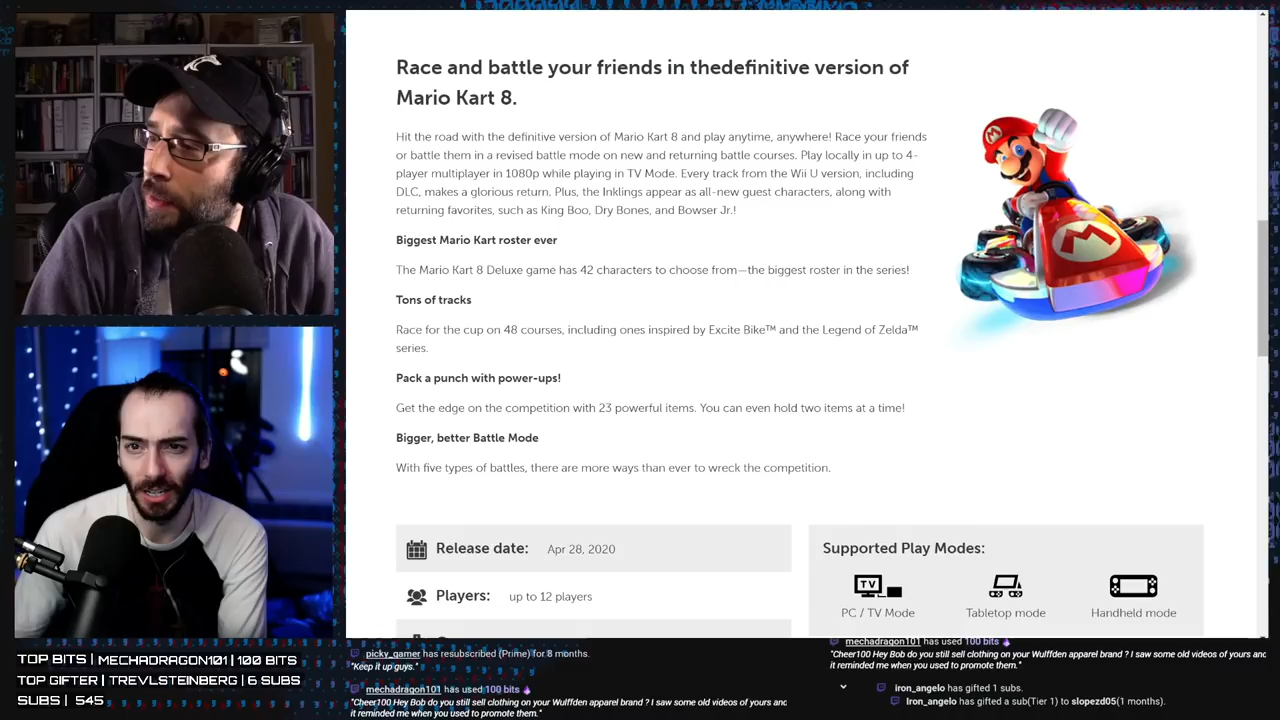 Race and battle your friends in thedefinitive version of
Mario Kart 8.
Hit the road with the definitive version of Mario Kart 8 and play anytime, anywhere! Race your friends
or battle them in a revised battle mode on new and returning battle courses. Play locally in up to 4-
player multiplayer in 1080p while playing in TV Mode. Every track from the Wii U version, including
DLC, makes a glorious return. Plus, the Inklings appear as all-new guest characters, along with
returning favorites, such as King Boo, Dry Bones, and Bowser Jr.!
Biggest Mario Kart roster ever
The Mario Kart 8 Deluxe game has 42 characters to choose from—the biggest roster in the series!
Tons of tracks
Race for the cup on 48 courses, including ones inspired by Excite Bike™ and the Legend of Zelda™
series.
Pack a punch with power-ups!
Get the edge on the competition with 23 powerful items. You can even hold two items at a time!
Bigger, better Battle Mode
With five types of battles, there are more ways than ever to wreck the competition.
M
M
Release date: Apr 28, 2020
Players: up to 12 players
Supported Play Modes:
TV
PC / TV Mode
Tabletop mode
Handheld mode
TOP BITS | MECHADRAGON101 | 100 BITS
TOP GIFTER | TREVLSTEINBERG | 6 SUBS
SUBS | 545
picky_gamer has resubscribed (Prime) for 8 months.
"Keep it up guys."
mechadragon101 has used 100 bits
"Cheer100 Hey Bob do you still sell clothing on your Wulffden apparel brand ? I saw some old videos of yours and
it reminded me when you used to promote them."
mechadragon101 has used 100 bits
"Cheer100 Hey Bob do you still sell clothing on your Wulffden apparel brand ? I saw some old videos of yours and
it reminded me when you used to promote them."
iron_angelo has gifted 1 subs.
Iron_angelo has gifted a sub(Tier 1) to slopezd05(1 months).